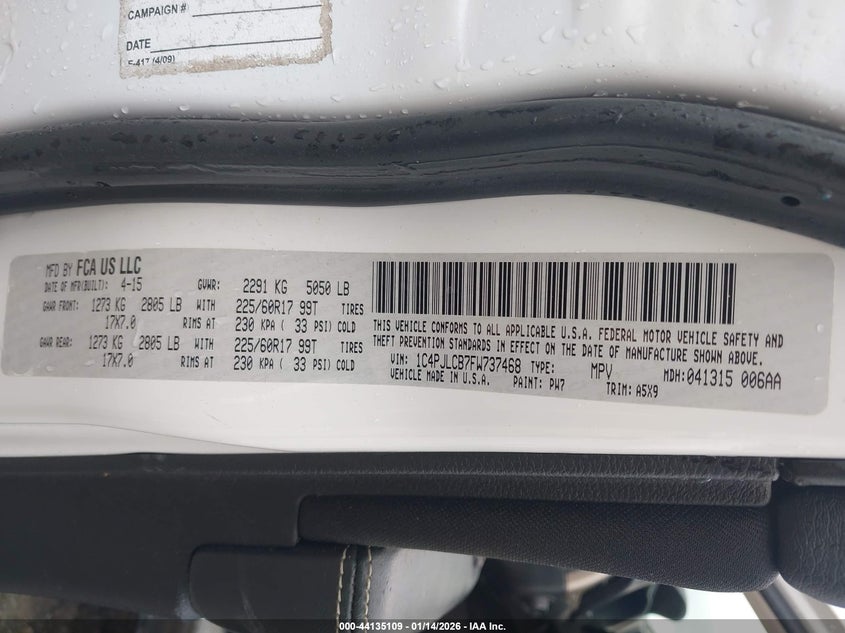 CAMPAIGN #
DATE
F-417 (4/09)
MFD BY FCA US LLC
DATE OF MFR(BUILT): 4-15 GVWR: 2291 KG 5050 LB
GAWR FRONT: 1273 KG 2805 LB WITH 225/60R17 99T TIRES
17X7.0 RIMS AT 230 KPA ( 33 PSI) COLD
GAWR REAR: 1273 KG 2805 LB WITH 225/60R17 99T TIRES
17X7.0 RIMS AT 230 KPA ( 33 PSI) COLD
THIS VEHICLE CONFORMS TO ALL APPLICABLE U.S.A. FEDERAL MOTOR VEHICLE SAFETY AND
THEFT PREVENTION STANDARDS IN EFFECT ON THE DATE OF MANUFACTURE SHOWN ABOVE.
VIN: 1C4PJLCB7FW737468 TYPE: MPV MDH: 041315 006AA
VEHICLE MADE IN U.S.A. PAINT: PW7 TRIM: A5X9
000-44135109 | 01/14/2026 - ©IAA Inc.